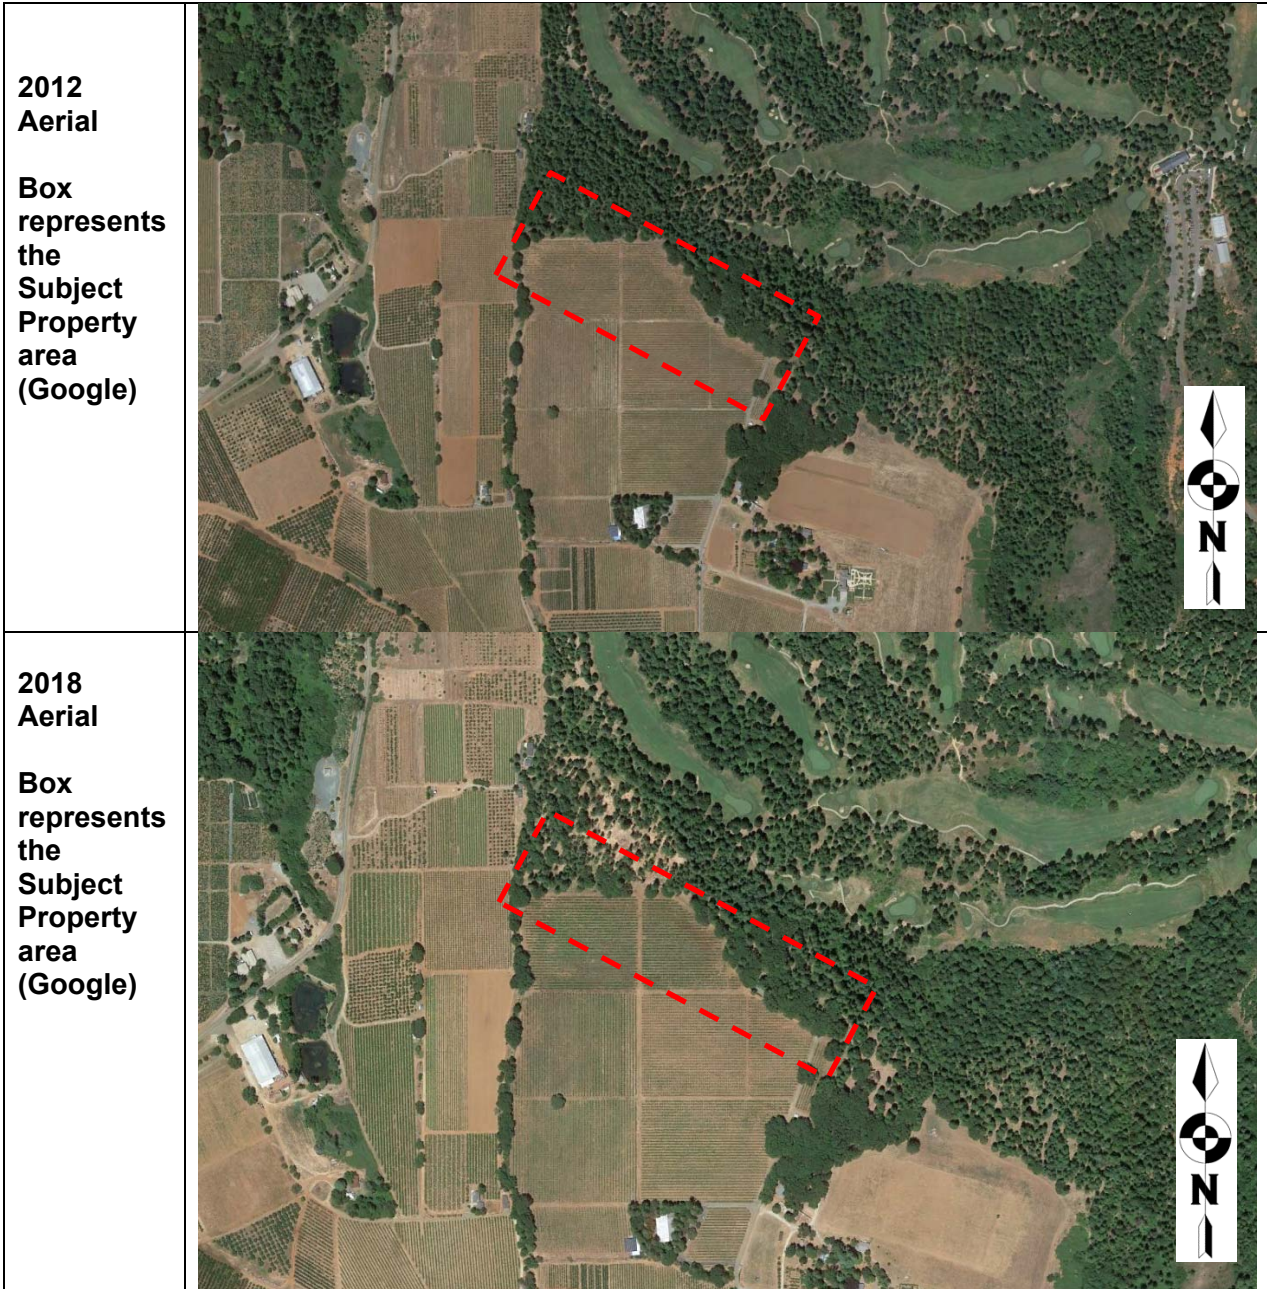 2012
Aerial
Box
represents
the
Subject
Property
area
(Google)
N
2018
Aerial
Box
represents
the
Subject
Property
area
(Google)
N